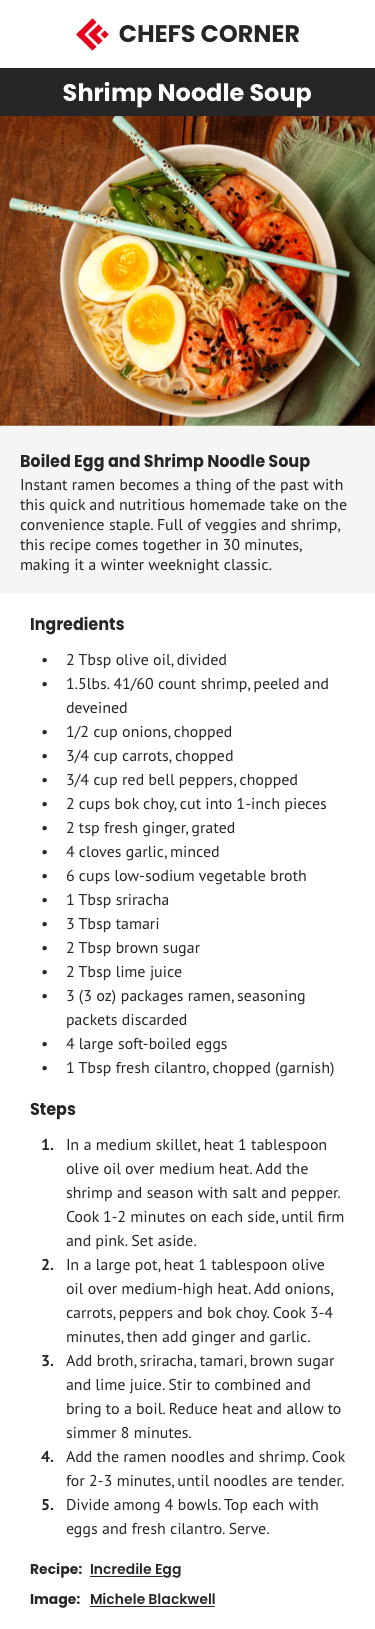 CHEFS CORNER
Shrimp Noodle Soup
Boiled Egg and Shrimp Noodle Soup
Instant ramen becomes a thing of the past with
this quick and nutritious homemade take on the
convenience staple. Full of veggies and shrimp,
this recipe comes together in 30 minutes,
making it a winter weeknight classic.
Ingredients
• 2 Tbsp olive oil, divided
• 1.5lbs. 41/60 count shrimp, peeled and
deveined
• 1/2 cup onions, chopped
• 3/4 cup carrots, chopped
• 3/4 cup red bell peppers, chopped
• 2 cups bok choy, cut into 1-inch pieces
• 2 tsp fresh ginger, grated
• 4 cloves garlic, minced
• 6 cups low-sodium vegetable broth
• 1 Tbsp sriracha
• 3 Tbsp tamari
• 2 Tbsp brown sugar
• 2 Tbsp lime juice
• 3 (3 oz) packages ramen, seasoning
packets discarded
• 4 large soft-boiled eggs
• 1 Tbsp fresh cilantro, chopped (garnish)
Steps
1. In a medium skillet, heat 1 tablespoon
olive oil over medium heat. Add the
shrimp and season with salt and pepper.
Cook 1-2 minutes on each side, until firm
and pink. Set aside.
2. In a large pot, heat 1 tablespoon olive
oil over medium-high heat. Add onions,
carrots, peppers and bok choy. Cook 3-4
minutes, then add ginger and garlic.
3. Add broth, sriracha, tamari, brown sugar
and lime juice. Stir to combined and
bring to a boil. Reduce heat and allow to
simmer 8 minutes.
4. Add the ramen noodles and shrimp. Cook
for 2-3 minutes, until noodles are tender.
5. Divide among 4 bowls. Top each with
eggs and fresh cilantro. Serve.
Recipe: Incredile Egg
Image: Michele Blackwell